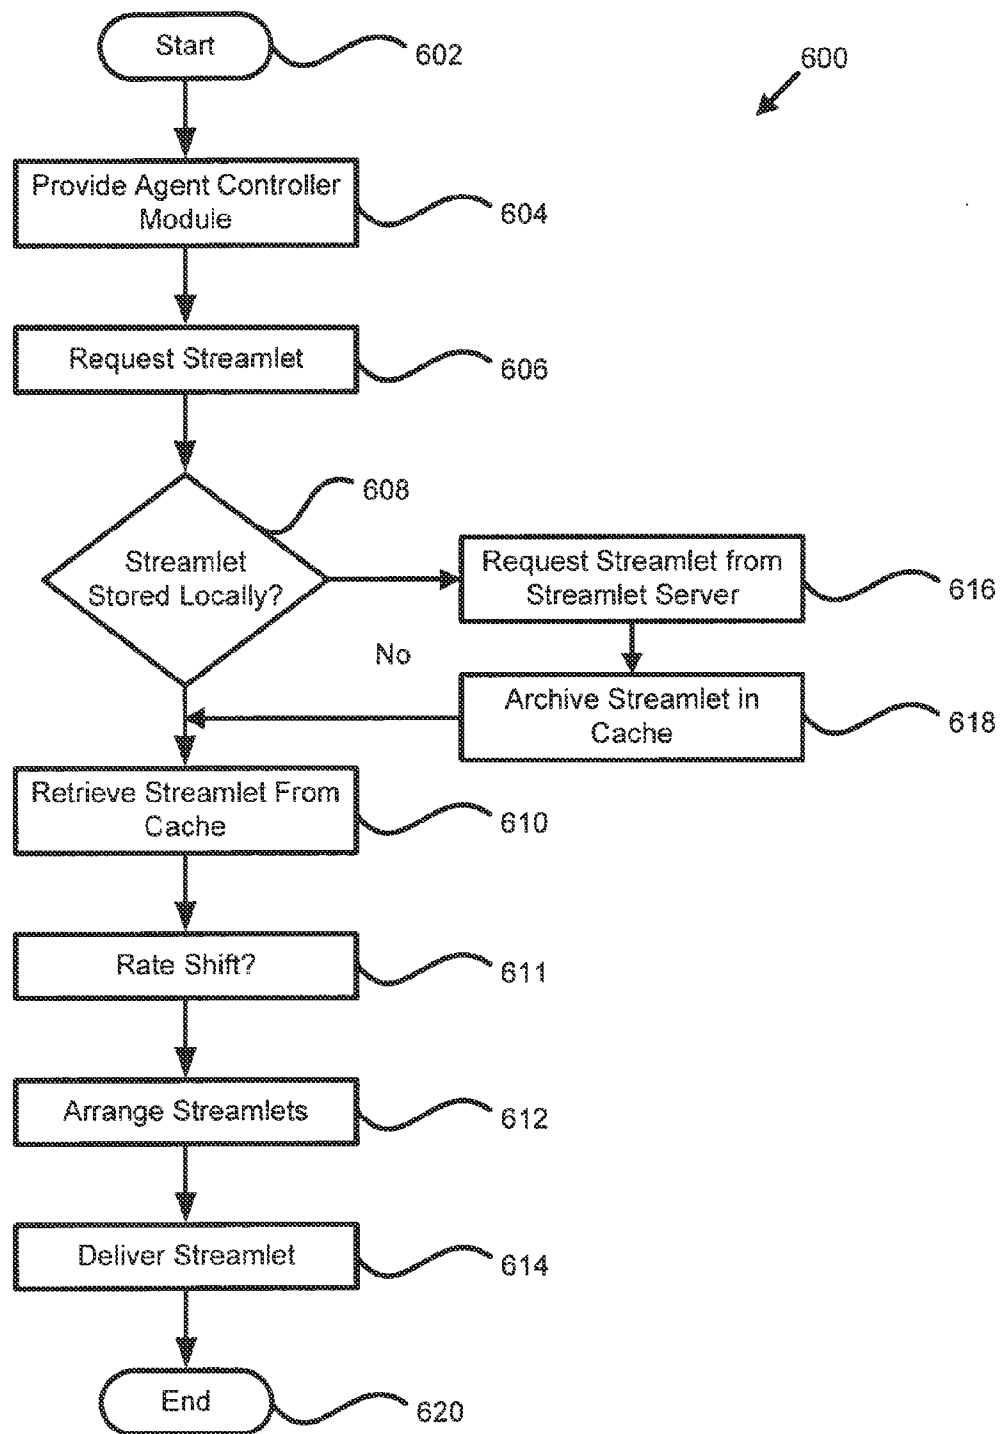 Start
602
600
Provide Agent Controller
Module
604
Request Streamlet
606
608
Streamlet
Stored Locally?
Request Streamlet from
Streamlet Server
616
No
Archive Streamlet in
Cache
618
Retrieve Streamlet From
Cache
610
Rate Shift?
611
Arrange Streamlets
612
Deliver Streamlet
614
End
620